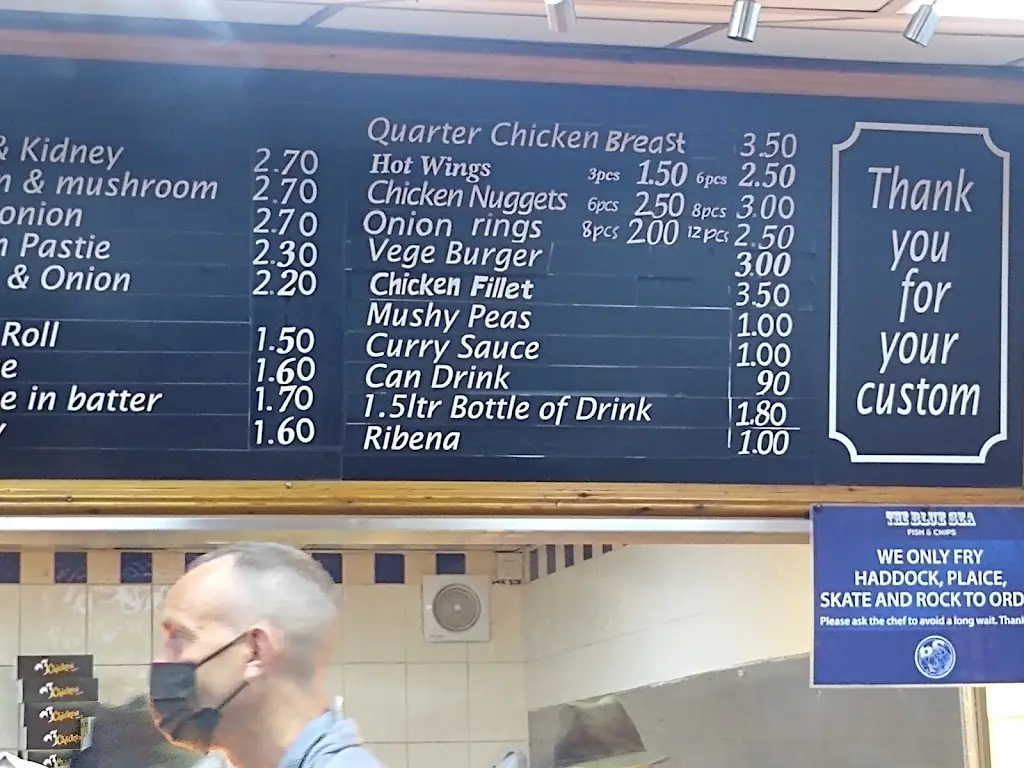 & Kidney 2.70
n & mushroom 2.70
onion 2.70
n Pastie 2.30
& Onion 2.20
Roll 1.50
e 1.60
e in batter 1.70
y 1.60
Quarter Chicken Breast 3.50
Hot Wings 3pcs 1.50 6pcs 2.50
Chicken Nuggets 6pcs 2.50 8pcs 3.00
Onion rings 8pcs 2.00 12pcs 2.50
Vege Burger 3.00
Chicken Fillet 3.50
Mushy Peas 1.00
Curry Sauce 1.00
Can Drink 90
1.5ltr Bottle of Drink 1.80
Ribena 1.00
Thank
you
for
your
custom
THE BLUE SEA
FISH & CHIPS
WE ONLY FRY
HADDOCK, PLAICE,
SKATE AND ROCK TO ORD
Please ask the chef to avoid a long wait. Thank